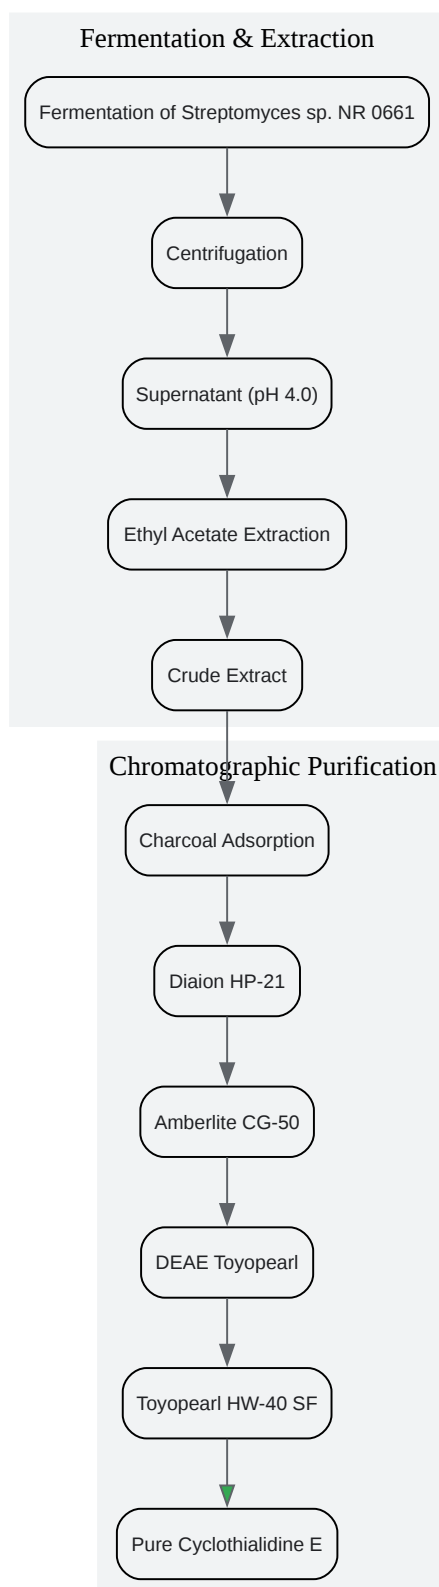 Fermentation & Extraction
Fermentation of Streptomyces sp. NR 0661
Centrifugation
Supernatant (pH 4.0)
Ethyl Acetate Extraction
Crude Extract
Chromatographic Purification
Charcoal Adsorption
Diaion HP-21
Amberlite CG-50
DEAE Toyopearl
Toyopearl HW-40 SF
Pure Cyclothialidine E